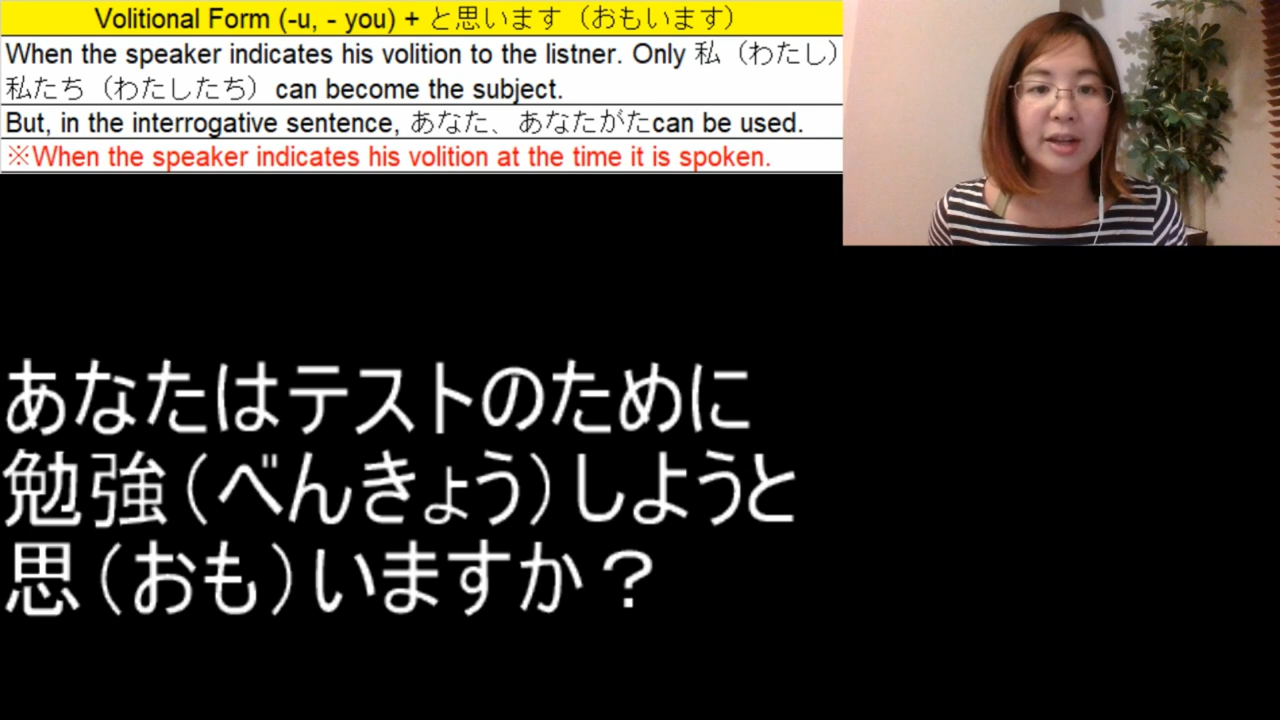 Volitional Form (-u, - you) + と思います（おもいます）
When the speaker indicates his volition to the listner. Only 私（わたし）
私たち（わたしたち）can become the subject.
But, in the interrogative sentence, あなた、あなたがたcan be used.
※When the speaker indicates his volition at the time it is spoken.
あなたはテストのために
勉強（べんきょう）しようと
思（おも）いますか？